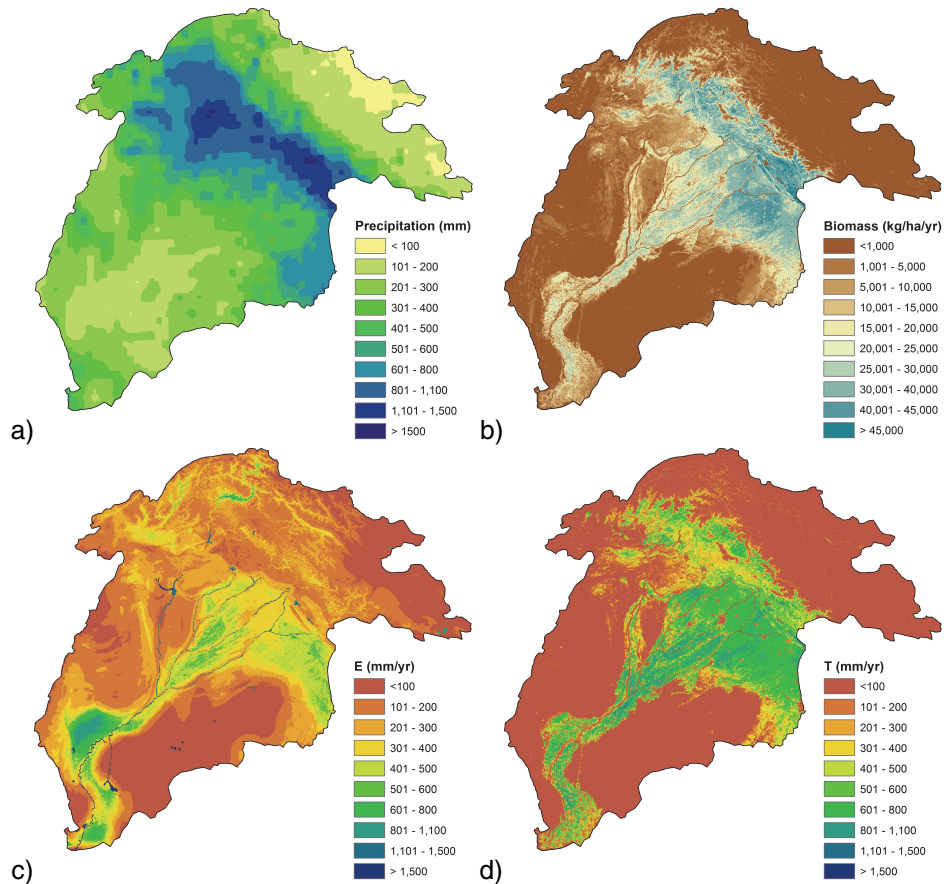 Precipitation (mm)
< 100
101 - 200
201 - 300
301 - 400
401 - 500
501 - 600
601 - 800
801 - 1,100
1,101 - 1,500
> 1500
a)
Biomass (kg/ha/yr)
<1,000
1,001 - 5,000
5,001 - 10,000
10,001 - 15,000
15,001 - 20,000
20,001 - 25,000
25,001 - 30,000
30,001 - 40,000
40,001 - 45,000
> 45,000
b)
E (mm/yr)
<100
101 - 200
201 - 300
301 - 400
401 - 500
501 - 600
601 - 800
801 - 1,100
1,101 - 1,500
> 1,500
c)
T (mm/yr)
<100
101 - 200
201 - 300
301 - 400
401 - 500
501 - 600
601 - 800
801 - 1,100
1,101 - 1,500
> 1,500
d)